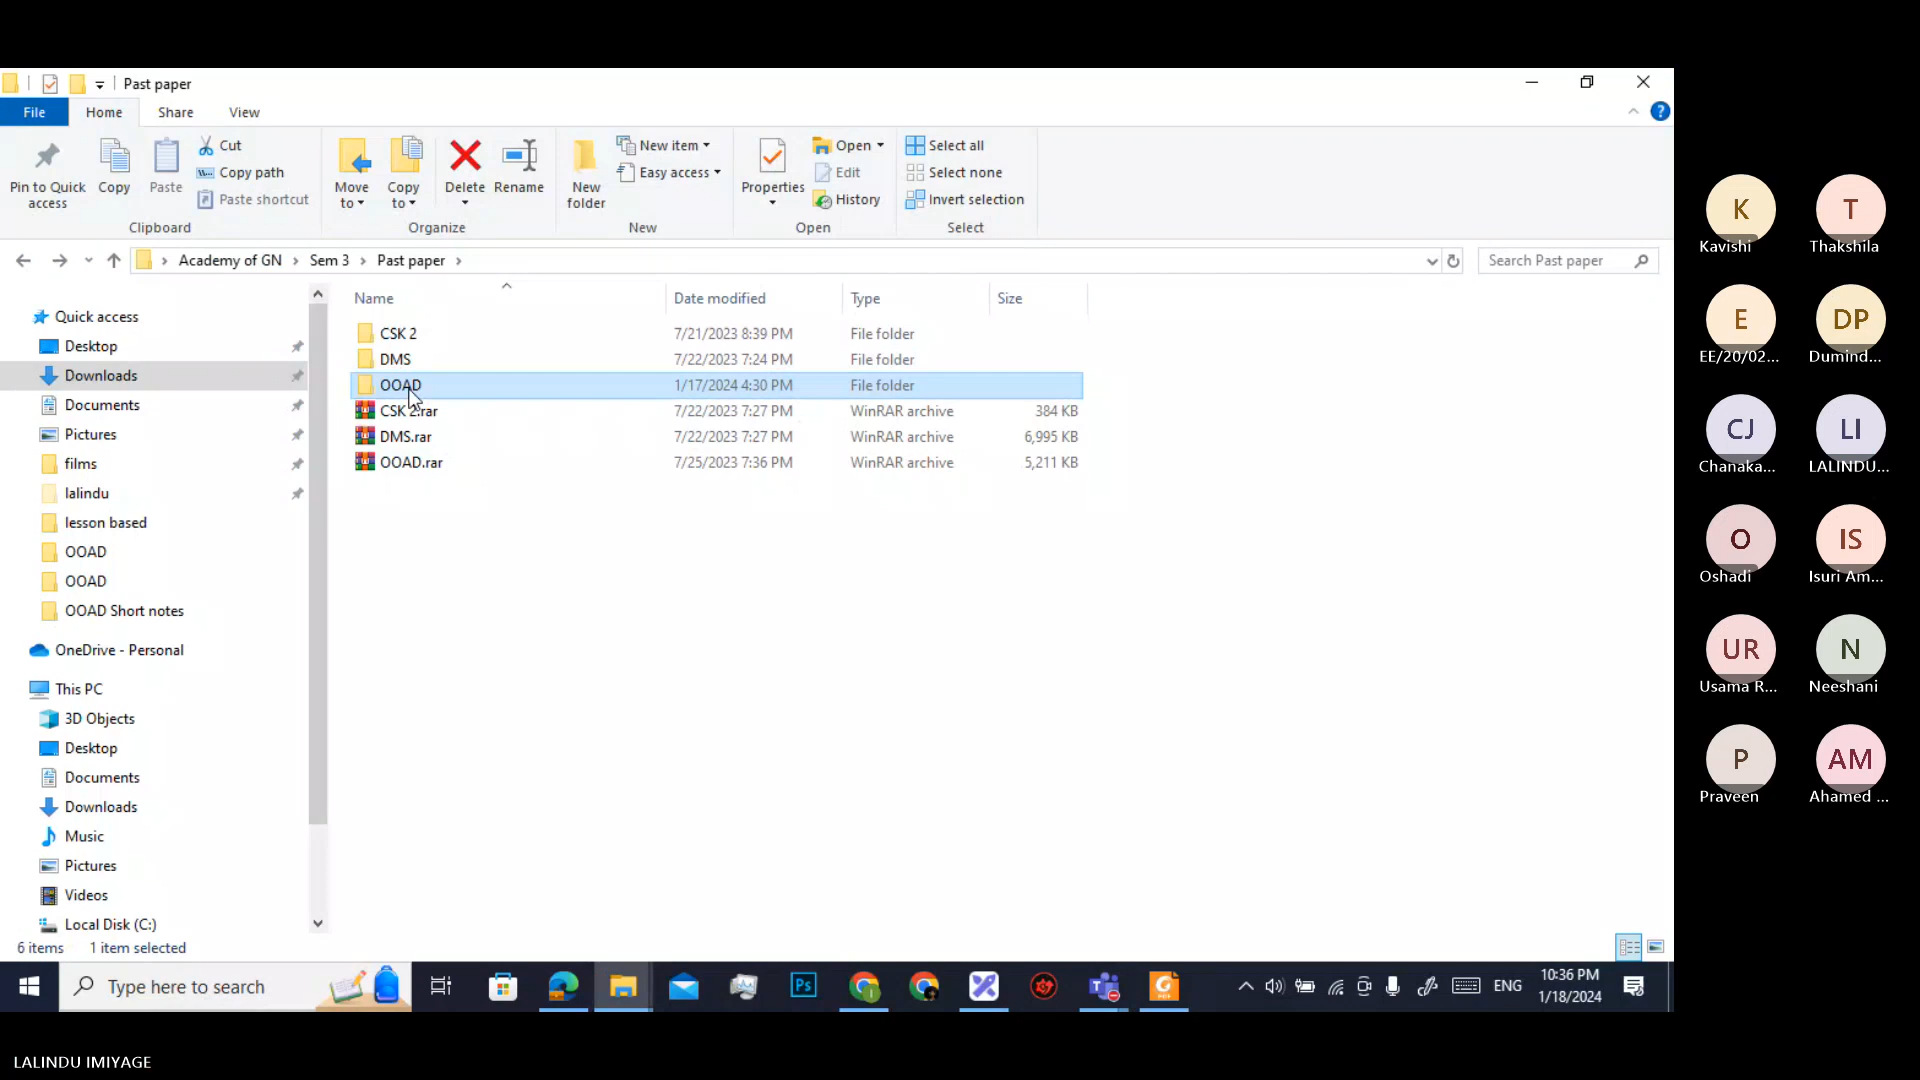 Past paper
File Home Share View
Pin to Quick access
Copy
Paste
Cut
Copy path
Paste shortcut
Clipboard
Move to
Copy to
Delete
Rename
Organize
New folder
New item
Easy access
New
Properties
Open
Edit
History
Open
Select all
Select none
Invert selection
Select
Academy of GN > Sem 3 > Past paper >
Search Past paper
Name Date modified Type Size
CSK 2 7/21/2023 8:39 PM File folder
DMS 7/22/2023 7:24 PM File folder
OOAD 1/17/2024 4:30 PM File folder
CSK 2.rar 7/22/2023 7:27 PM WinRAR archive 384 KB
DMS.rar 7/22/2023 7:27 PM WinRAR archive 6,995 KB
OOAD.rar 7/25/2023 7:36 PM WinRAR archive 5,211 KB
Quick access
Desktop
Downloads
Documents
Pictures
films
lalindu
lesson based
OOAD
OOAD
OOAD Short notes
OneDrive - Personal
This PC
3D Objects
Desktop
Documents
Downloads
Music
Pictures
Videos
Local Disk (C:)
6 items 1 item selected
Type here to search
Ps
ENG
10:36 PM
1/18/2024
K T
Kavishi Thakshila
E DP
EE/20/02... Dumind...
CJ LI
Chanaka... LALINDU...
O IS
Oshadi Isuri Am...
UR N
Usama R... Neeshani
P AM
Praveen Ahamed ...
LALINDU IMIYAGE